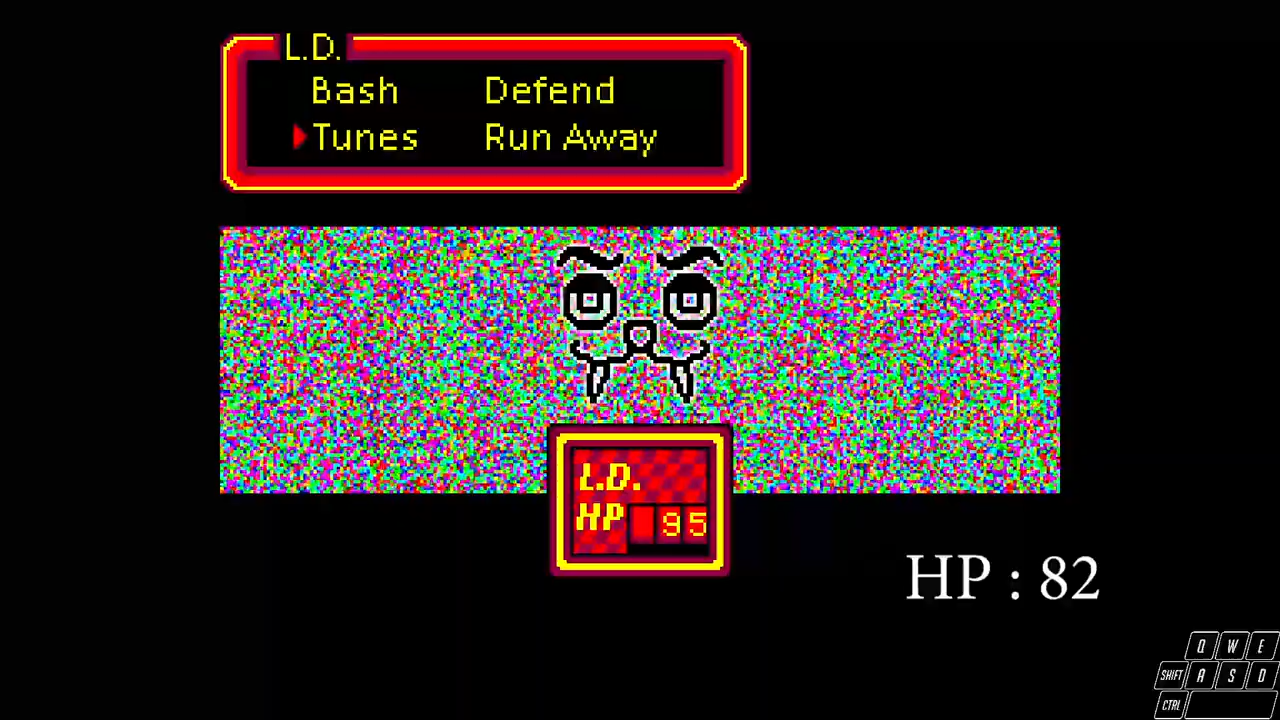 L.D.
Bash Defend
Tunes Run Away
L.D.
HP 95
HP : 82
Q W E
SHIFT A S D
CTRL